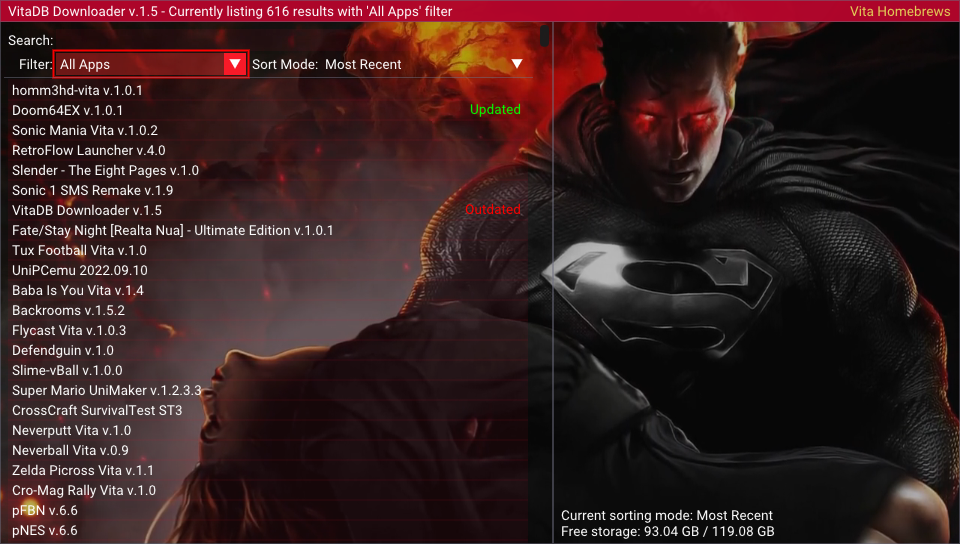 VitaDB Downloader v.1.5 - Currently listing 616 results with 'All Apps' filter Vita Homebrews
Search:
Filter: All Apps Sort Mode: Most Recent
homm3hd-vita v.1.0.1
Doom64EX v.1.0.1 Updated
Sonic Mania Vita v.1.0.2
RetroFlow Launcher v.4.0
Slender - The Eight Pages v.1.0
Sonic 1 SMS Remake v.1.9
VitaDB Downloader v.1.5 Outdated
Fate/Stay Night [Realta Nua] - Ultimate Edition v.1.0.1
Tux Football Vita v.1.0
UniPCemu 2022.09.10
Baba Is You Vita v.1.4
Backrooms v.1.5.2
Flycast Vita v.1.0.3
Defendguin v.1.0
Slime-vBall v.1.0.0
Super Mario UniMaker v.1.2.3.3
CrossCraft SurvivalTest ST3
Neverputt Vita v.1.0
Neverball Vita v.0.9
Zelda Picross Vita v.1.1
Cro-Mag Rally Vita v.1.0
pFBN v.6.6
pNES v.6.6
Current sorting mode: Most Recent
Free storage: 93.04 GB / 119.08 GB